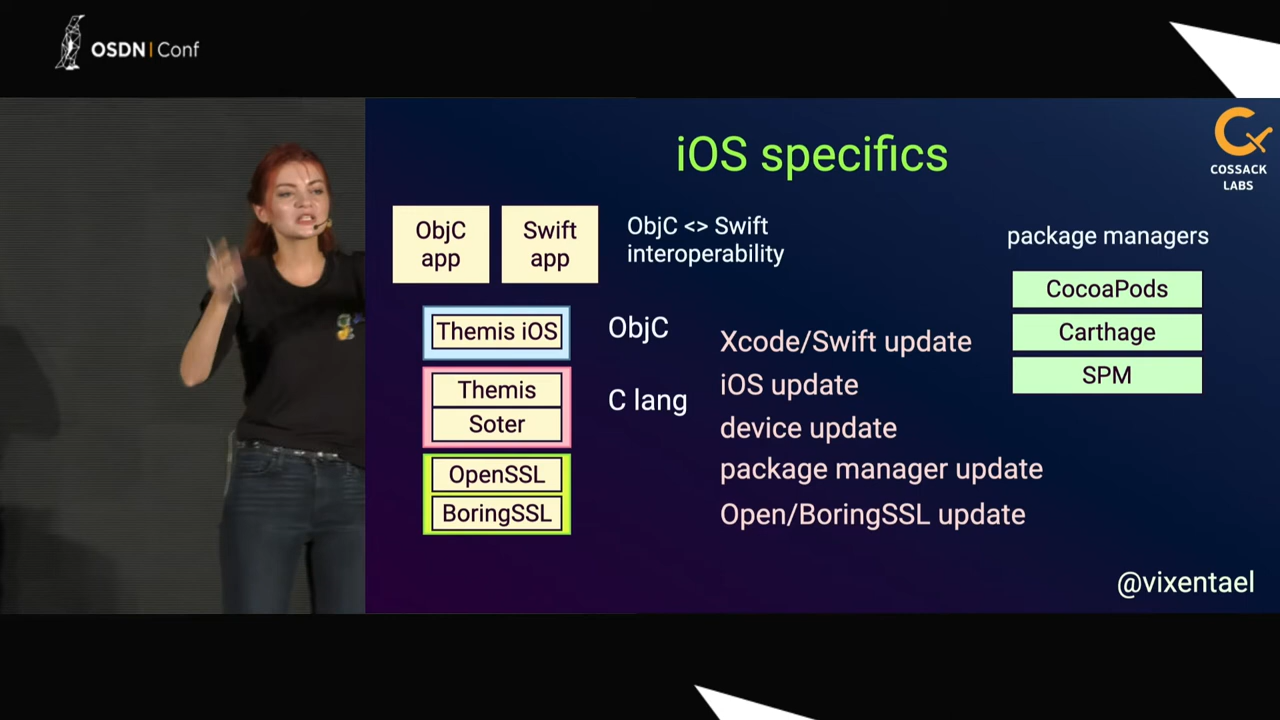 OSDN | Conf
iOS specifics
COSSACK
LABS
ObjC
app
Swift
app
ObjC <> Swift
interoperability
package managers
CocoaPods
Carthage
SPM
Themis iOS
ObjC
Themis
Soter
C lang
OpenSSL
BoringSSL
Xcode/Swift update
iOS update
device update
package manager update
Open/BoringSSL update
@vixentael